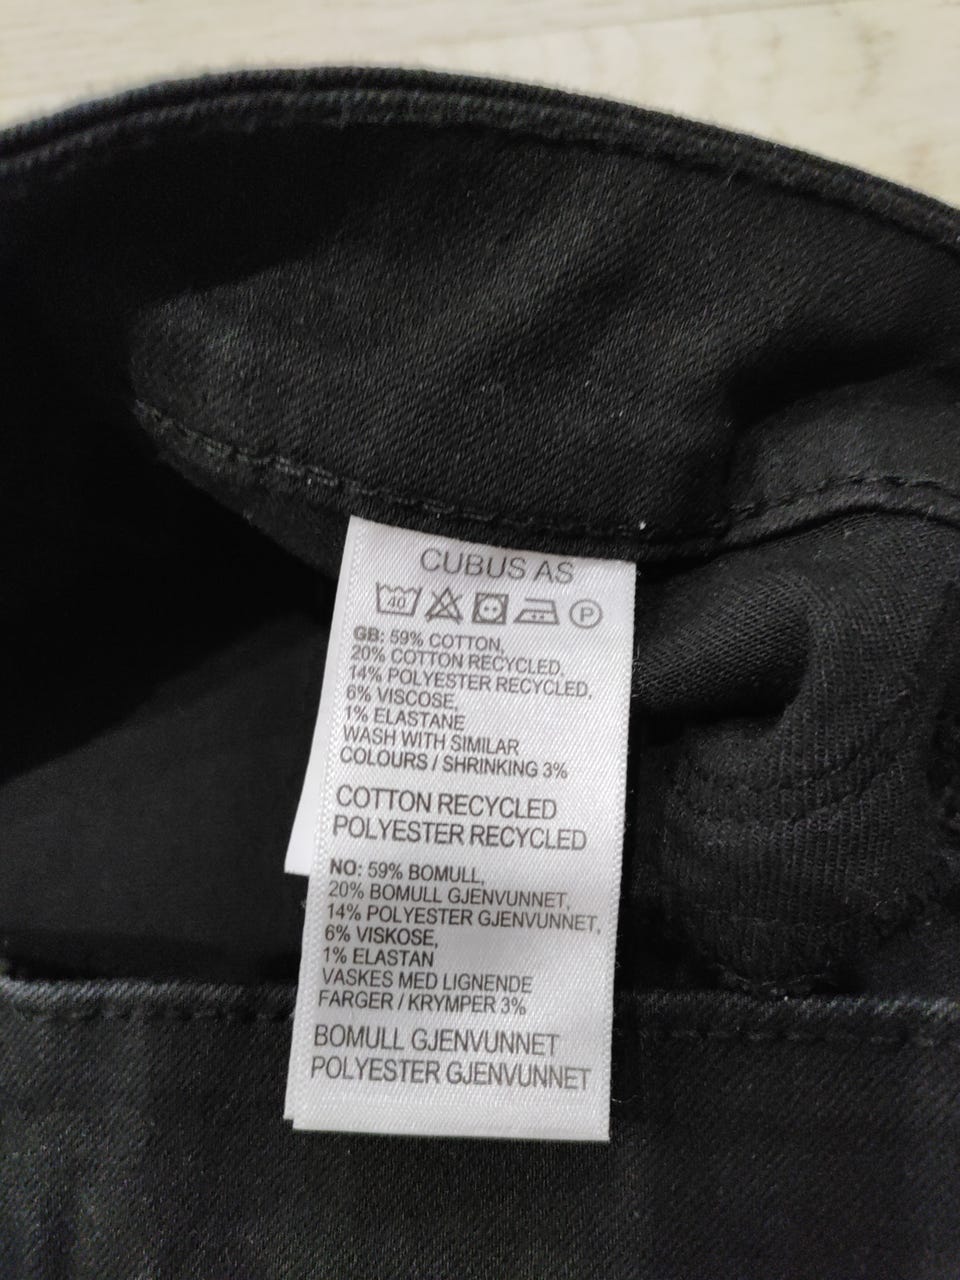 CUBUS AS
40 P
GB: 59% COTTON,
20% COTTON RECYCLED,
14% POLYESTER RECYCLED,
6% VISCOSE,
1% ELASTANE
WASH WITH SIMILAR
COLOURS / SHRINKING 3%
COTTON RECYCLED
POLYESTER RECYCLED
NO: 59% BOMULL,
20% BOMULL GJENVUNNET,
14% POLYESTER GJENVUNNET,
6% VISKOSE,
1% ELASTAN
VASKES MED LIGNENDE
FARGER / KRYMPER 3%
BOMULL GJENVUNNET
POLYESTER GJENVUNNET